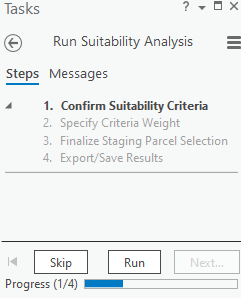 Tasks
Run Suitability Analysis
Steps Messages
1. Confirm Suitability Criteria
2. Specify Criteria Weight
3. Finalize Staging Parcel Selection
4. Export/Save Results
Skip Run Next...
Progress (1/4)